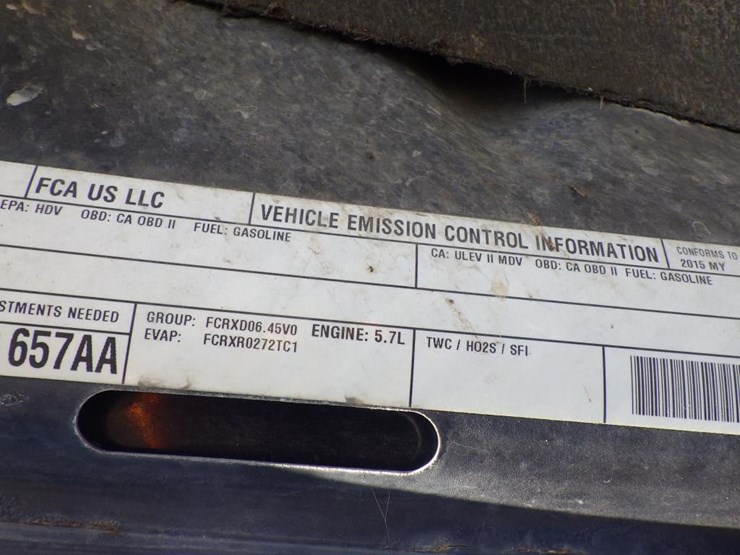 FCA US LLC
VEHICLE EMISSION CONTROL INFORMATION
CONFORMS TO
2015 MY
EPA: HDV OBD: CA OBD II FUEL: GASOLINE
CA: ULEV II MDV OBD: CA OBD II FUEL: GASOLINE
STMENTS NEEDED
657AA
GROUP: FCRXD06.45V0 ENGINE: 5.7L
EVAP: FCRXR0272TC1
TWC / HO2S / SFI